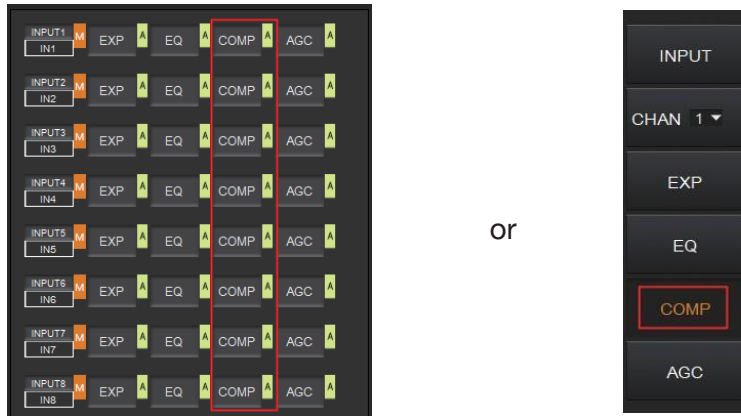 INPUT1 M EXP A EQ A COMP A AGC A
IN1
INPUT2 M EXP A EQ A COMP A AGC A
IN2
INPUT3 M EXP A EQ A COMP A AGC A
IN3
INPUT4 M EXP A EQ A COMP A AGC A
IN4
INPUT5 M EXP A EQ A COMP A AGC A
IN5
INPUT6 M EXP A EQ A COMP A AGC A
IN6
INPUT7 M EXP A EQ A COMP A AGC A
IN7
INPUT8 M EXP A EQ A COMP A AGC A
IN8
or
INPUT
CHAN 1
EXP
EQ
COMP
AGC